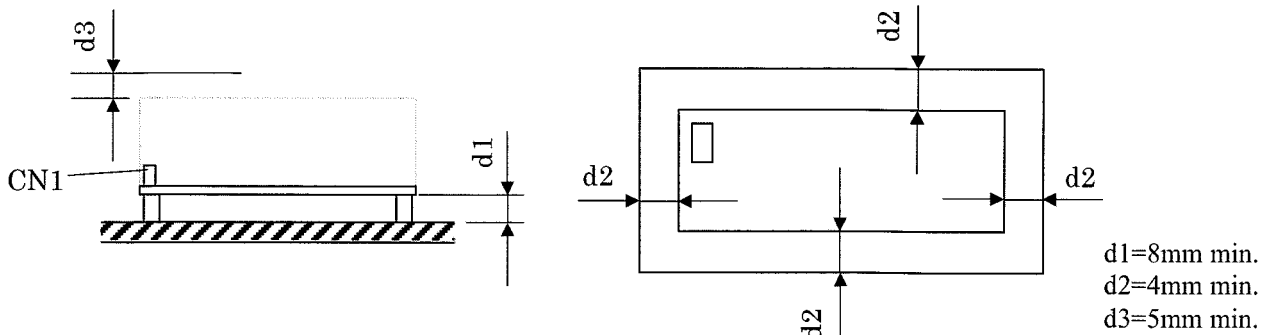 d3
CN1
d1
d2
d2
d2
d2
d1=8mm min.
d2=4mm min.
d3=5mm min.